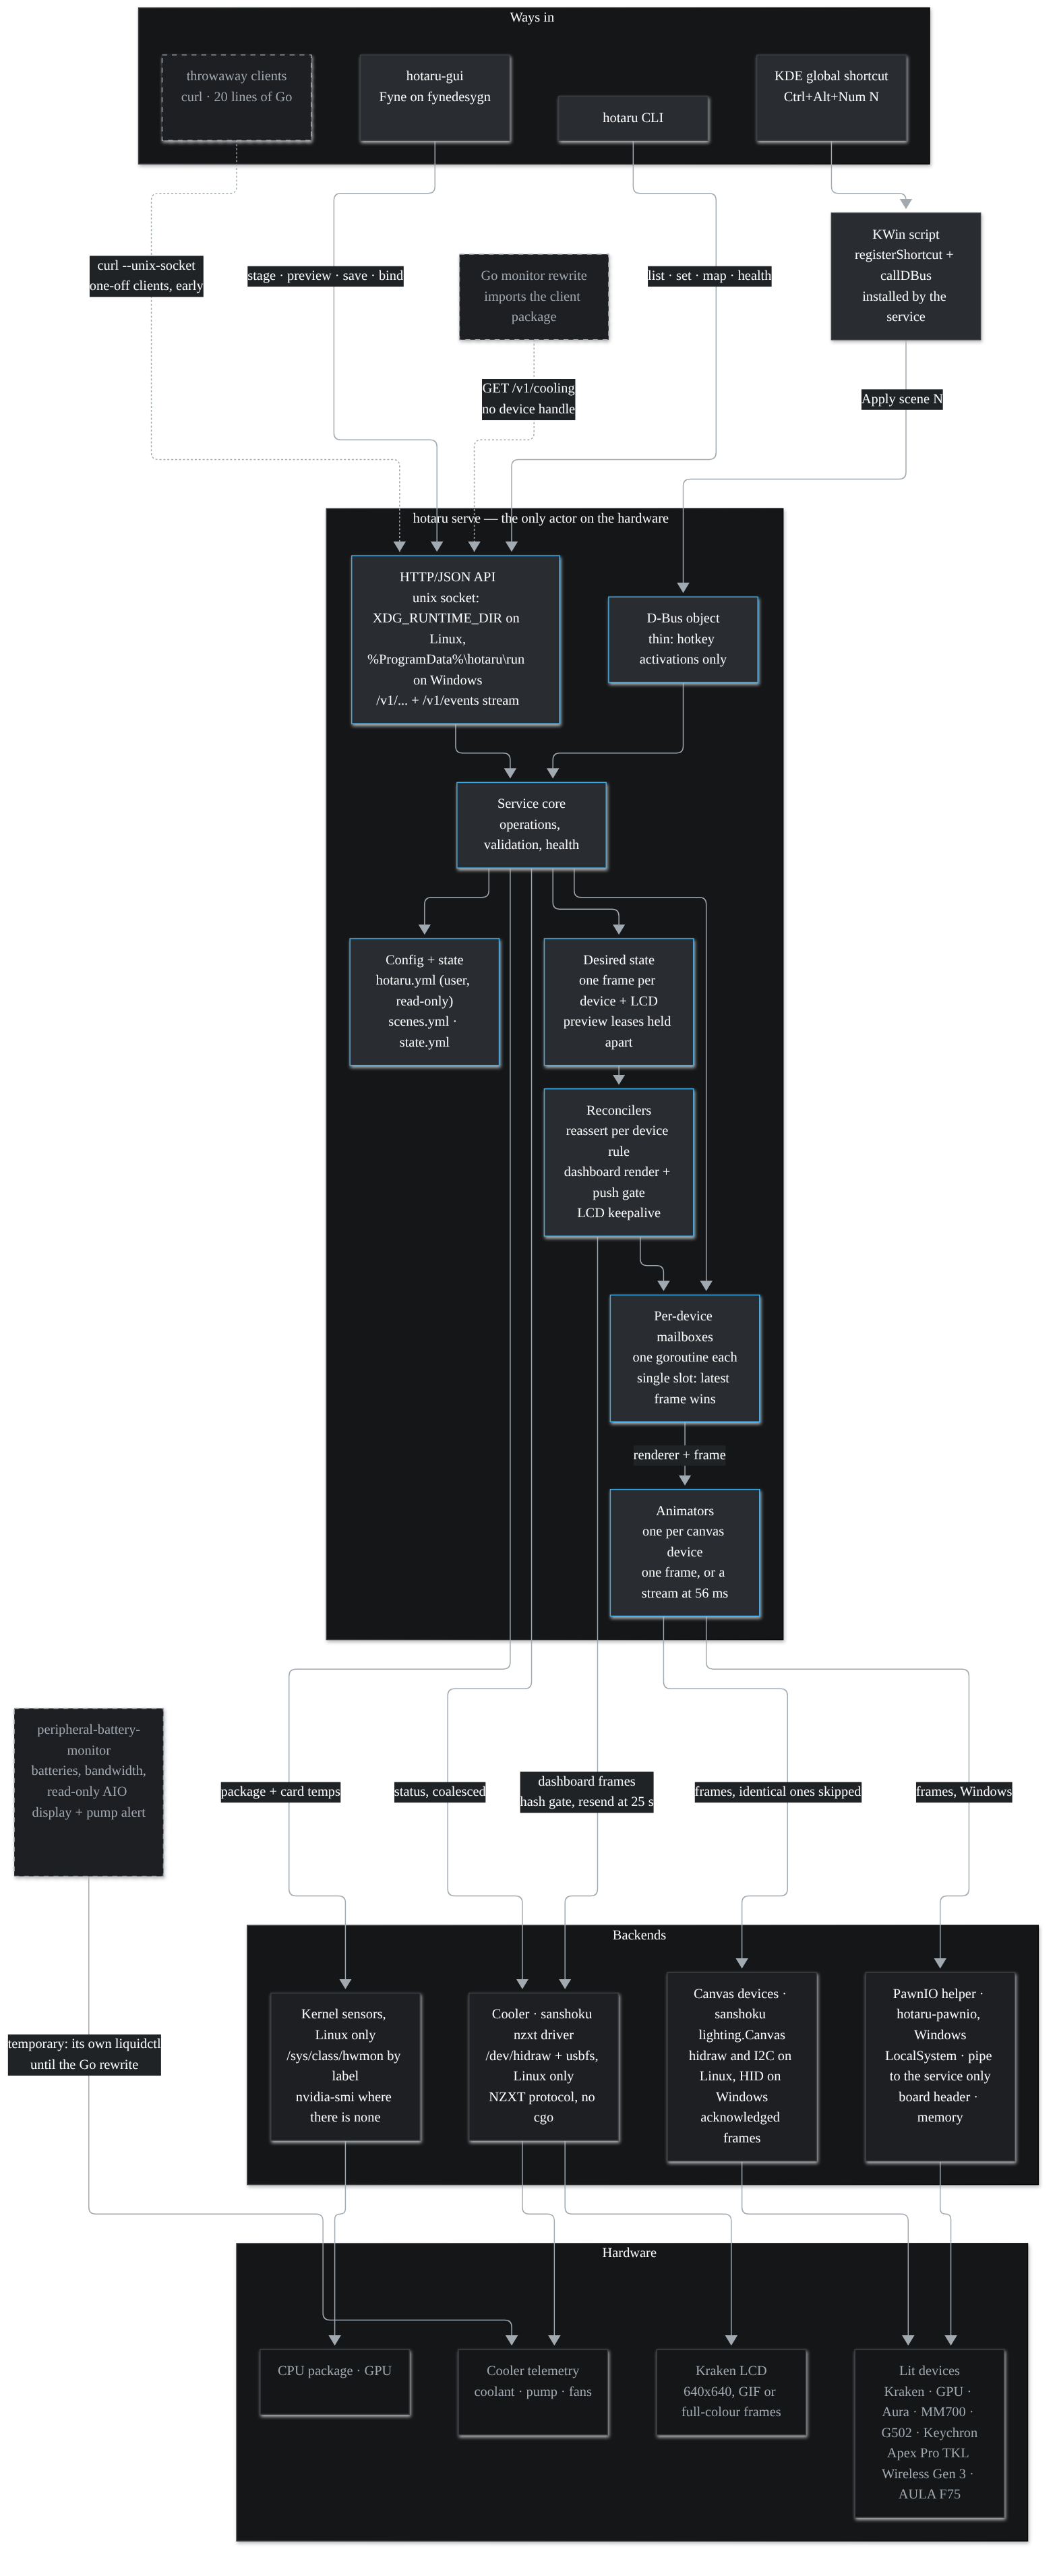 Ways in
throwaway clients
curl · 20 lines of Go
hotaru-gui
Fyne on fynedesygn
hotaru CLI
KDE global shortcut
Ctrl+Alt+Num N
KWin script
registerShortcut +
callDBus
installed by the
service
curl --unix-socket
one-off clients, early
stage · preview · save · bind
Go monitor rewrite
imports the client
package
list · set · map · health
GET /v1/cooling
no device handle
Apply scene N
hotaru serve — the only actor on the hardware
HTTP/JSON API
unix socket:
XDG_RUNTIME_DIR on
Linux,
%ProgramData%\hotaru\run
on Windows
/v1/... + /v1/events stream
D-Bus object
thin: hotkey
activations only
Service core
operations,
validation, health
Config + state
hotaru.yml (user,
read-only)
scenes.yml ·
state.yml
Desired state
one frame per
device + LCD
preview leases held
apart
Reconcilers
reassert per device
rule
dashboard render +
push gate
LCD keepalive
Per-device
mailboxes
one goroutine each
single slot: latest
frame wins
renderer + frame
Animators
one per canvas
device
one frame, or a
stream at 56 ms
peripheral-battery-
monitor
batteries, bandwidth,
read-only AIO
display + pump alert
package + card temps
status, coalesced
dashboard frames
hash gate, resend at 25 s
frames, identical ones skipped
frames, Windows
Backends
Kernel sensors,
Linux only
/sys/class/hwmon by
label
nvidia-smi where
there is none
Cooler · sanshoku
nzxt driver
/dev/hidraw + usbfs,
Linux only
NZXT protocol, no
cgo
Canvas devices ·
sanshoku
lighting.Canvas
hidraw and I2C on
Linux, HID on
Windows
acknowledged
frames
PawnIO helper ·
hotaru-pawnio,
Windows
LocalSystem · pipe
to the service only
board header ·
memory
temporary: its own liquidctl
until the Go rewrite
Hardware
CPU package · GPU
Cooler telemetry
coolant · pump · fans
Kraken LCD
640x640, GIF or
full-colour frames
Lit devices
Kraken · GPU ·
Aura · MM700 ·
G502 · Keychron
Apex Pro TKL
Wireless Gen 3 ·
AULA F75